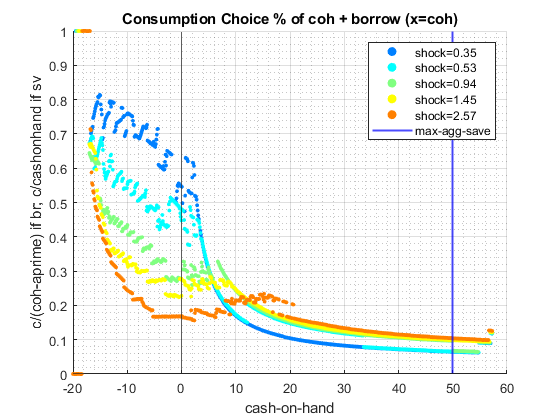 Consumption Choice % of coh + borrow (x=coh)
c/(coh-aprime) if br, c/cashonhand if sv
1
0.9
0.8
0.7
0.6
0.5
0.4
0.3
0.2
0.1
0
shock=0.35
shock=0.53
shock=0.94
shock=1.45
shock=2.57
max-agg-save
-20 -10 0 10 20 30 40 50 60
cash-on-hand